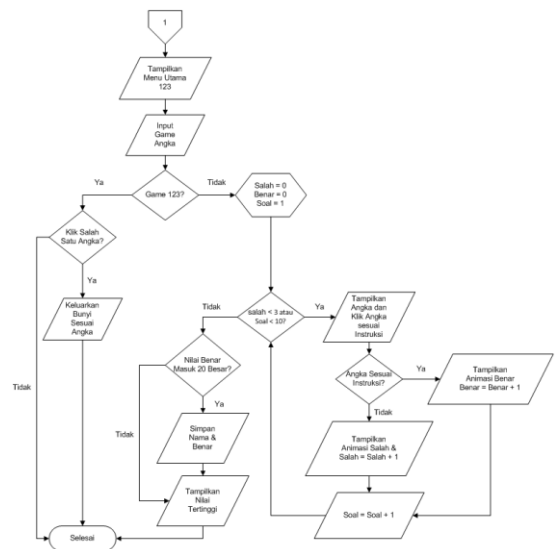 1
Tampilkan
Menu Utama
123
Input
Game
Angka
Ya
Game 123?
Tidak
Salah = 0
Benar = 0
Soal = 1
Klik Salah
Satu Angka?
Ya
Keluarkan
Bunyi
Sesuai
Angka
Tidak
Tidak
salah < 3 atau
Soal < 10?
Ya
Tampilkan
Angka dan
Klik Angka
sesuai
Instruksi
Nilai Benar
Masuk 20 Besar?
Angka Sesuai
Instruksi?
Ya
Tampilkan
Animasi Benar
Benar = Benar + 1
Ya
Tidak
Tidak
Simpan
Nama &
Benar
Tampilkan
Animasi Salah &
Salah = Salah + 1
Tampilkan
Nilai
Tertinggi
Soal = Soal + 1
Selesai